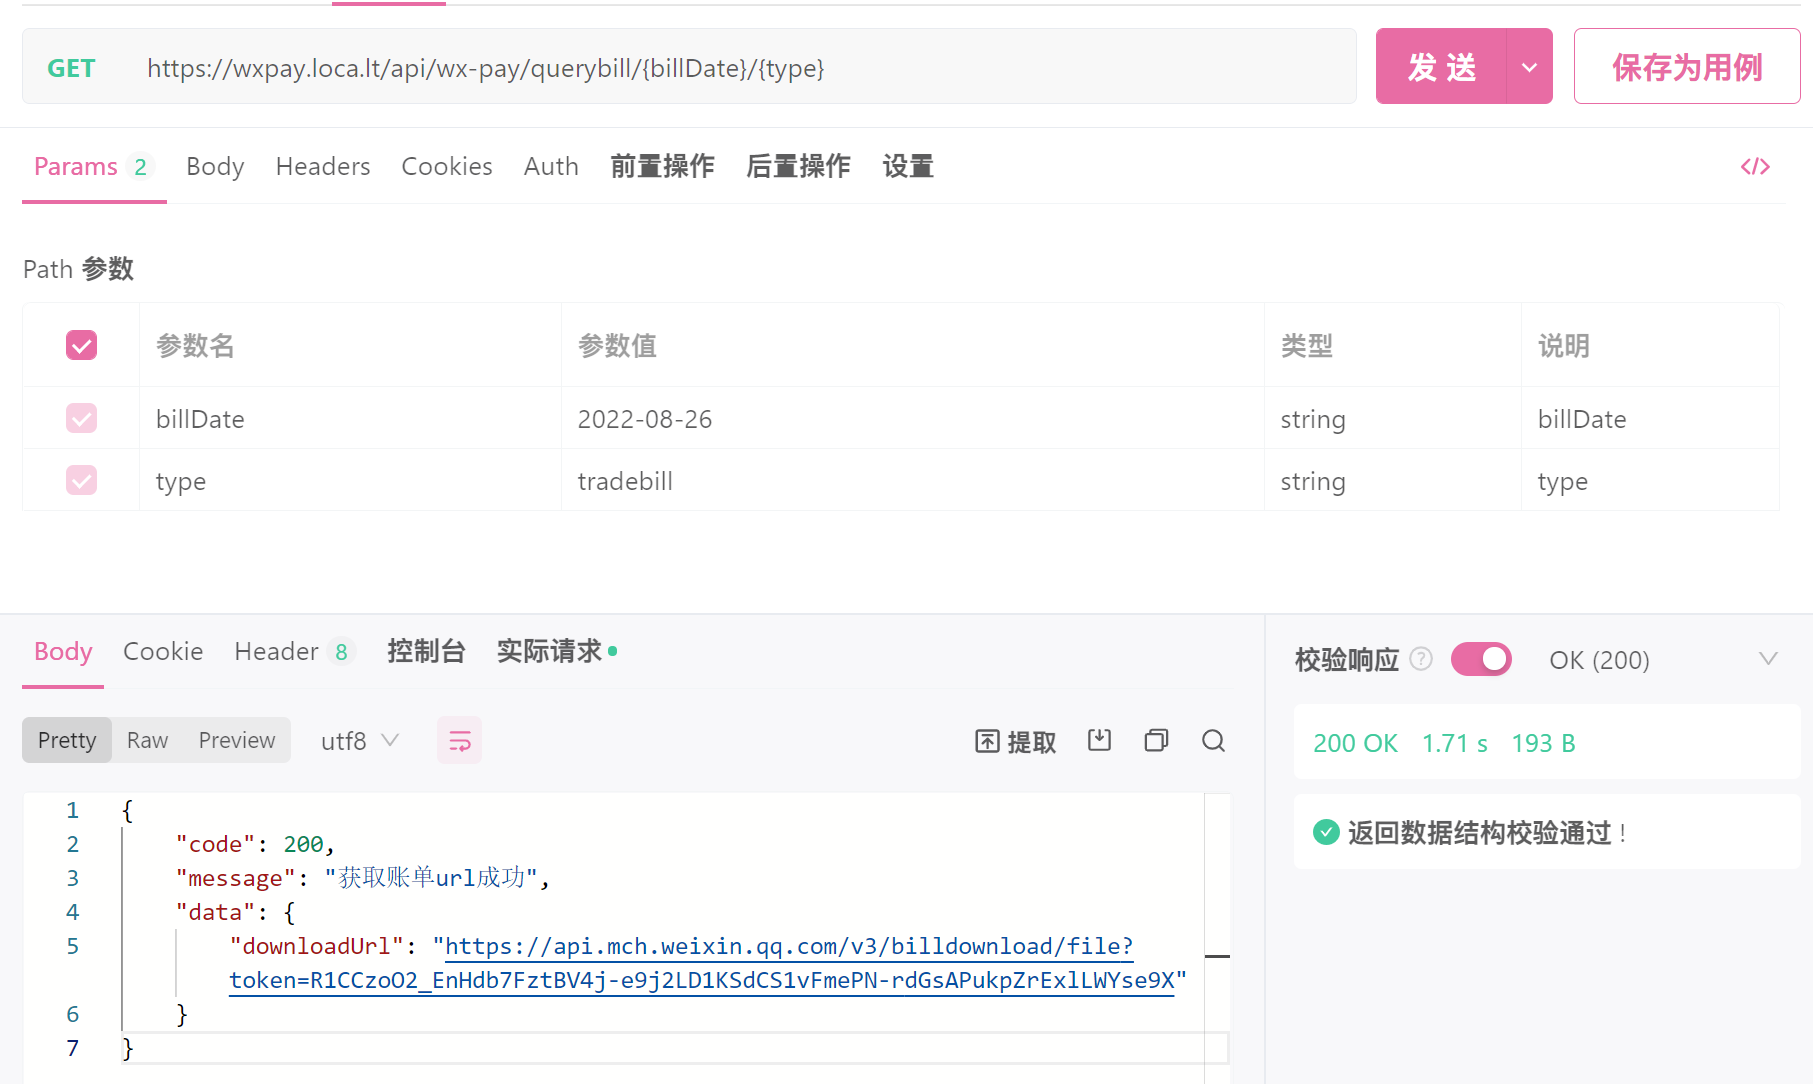 GET https://wxpay.loca.lt/api/wx-pay/querybill/{billDate}/{type} 发 送 保存为用例
Params 2 Body Headers Cookies Auth 前置操作 后置操作 设置 </>
Path 参数
参数名 参数值 类型 说明
billDate 2022-08-26 string billDate
type tradebill string type
Body Cookie Header 8 控制台 实际请求 校验响应 ? OK (200)
Pretty Raw Preview utf8 提取 200 OK 1.71 s 193 B
返回数据结构校验通过！
1 {
2 "code": 200,
3 "message": "获取账单url成功",
4 "data": {
5 "downloadUrl": "https://api.mch.weixin.qq.com/v3/billdownload/file?
token=R1CCzoO2_EnHdb7FztBV4j-e9j2LD1KSdCS1vFmePN-rdGsAPukpZrExlLWYse9X"
6 }
7 }